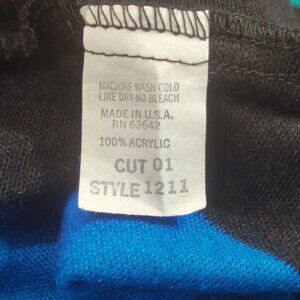 MACHINE WASH COLD
LINE DRY NO BLEACH
MADE IN U.S.A.
RN 63642
100% ACRYLIC
CUT 01
STYLE 1211